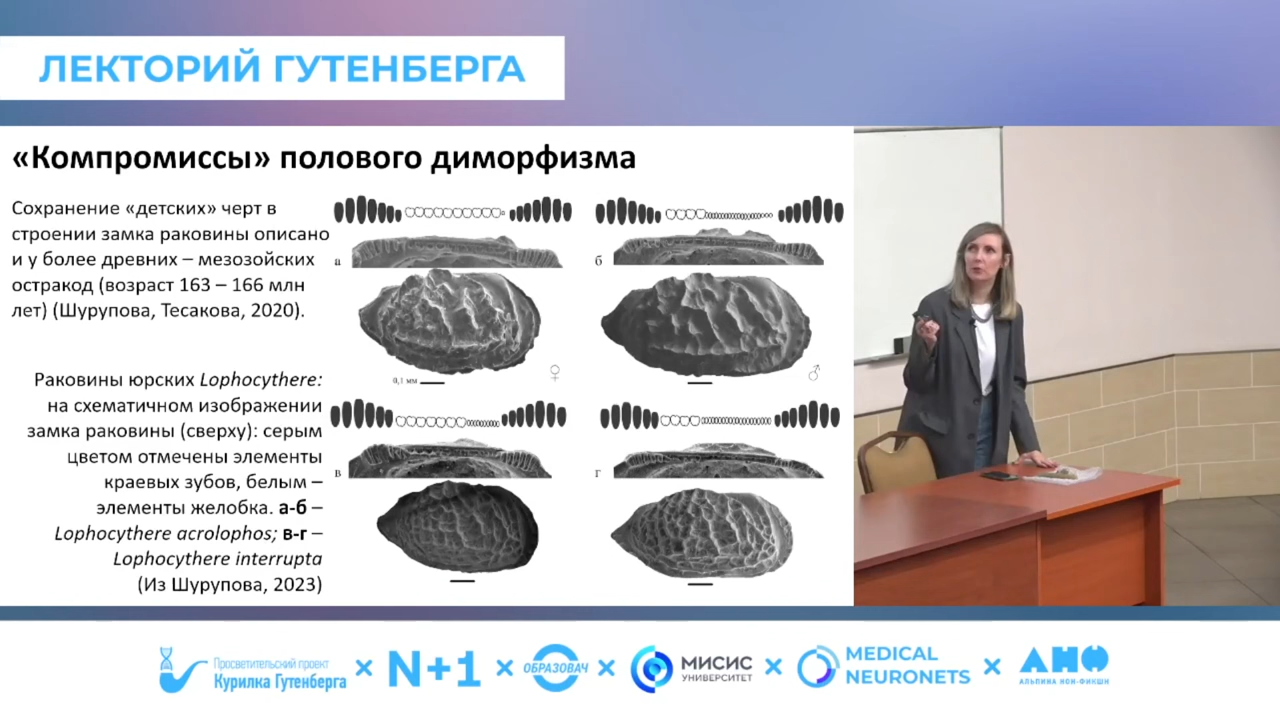 ЛЕКТОРИЙ ГУТЕНБЕРГА
«Компромиссы» полового диморфизма
Сохранение «детских» черт в
строении замка раковины описано
и у более древних – мезозойских
остракод (возраст 163 – 166 млн
лет) (Шурупова, Тесакова, 2020).
Раковины юрских Lophocythere:
на схематичном изображении
замка раковины (сверху): серым
цветом отмечены элементы
краевых зубов, белым –
элементы желобка. а-б –
Lophocythere acrolophos; в-г –
Lophocythere interrupta
(Из Шурупова, 2023)
а
б
0,1 мм
♀
♂
в
г
Просветительский проект
Курилка Гутенберга
×
N+1
×
ОБРАЗОВАЧ
×
МИСИС
УНИВЕРСИТЕТ
×
MEDICAL
NEURONETS
×
АНФ
АЛЬПИНА НОН-ФИКШН